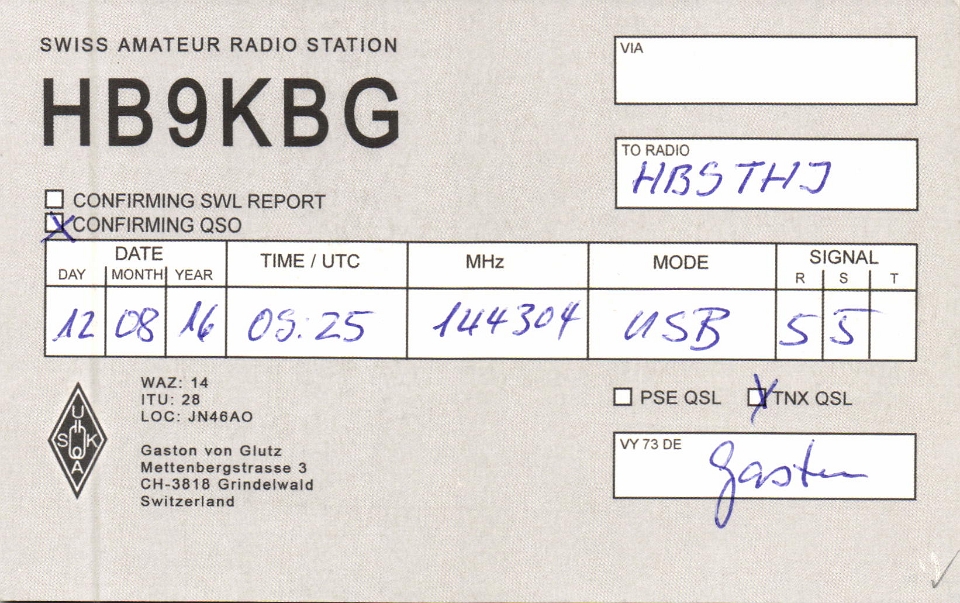 SWISS AMATEUR RADIO STATION
HB9KBG
VIA
TO RADIO
HB9THJ
CONFIRMING SWL REPORT
CONFIRMING QSO
DATE TIME / UTC MHz MODE SIGNAL
DAY MONTH YEAR R S T
12 08 16 09:25 144304 USB 5 5
WAZ: 14
ITU: 28
LOC: JN46AO
Gaston von Glutz
Mettenbergstrasse 3
CH-3818 Grindelwald
Switzerland
USKA
PSE QSL TNX QSL
VY 73 DE
Gaston